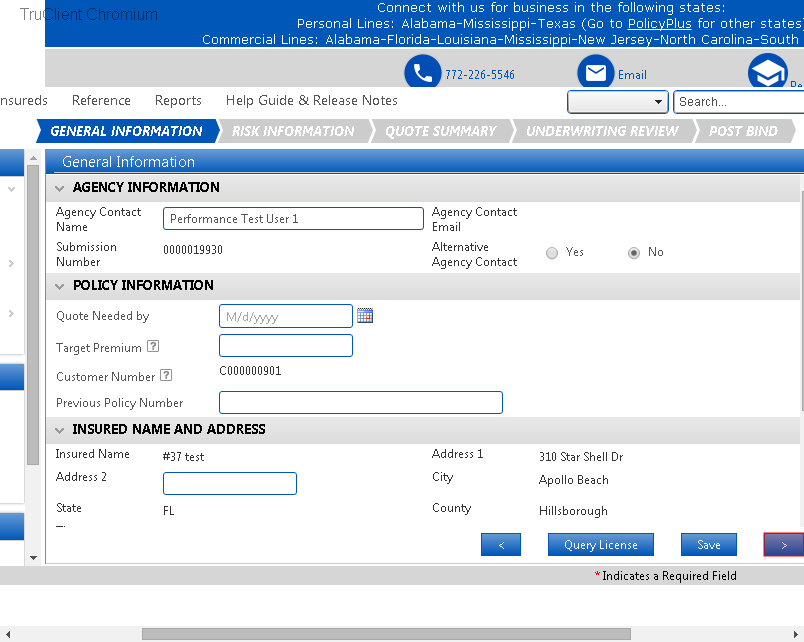 TruClient Chromium
Connect with us for business in the following states:
Personal Lines: Alabama-Mississippi-Texas (Go to PolicyPlus for other states)
Commercial Lines: Alabama-Florida-Louisiana-Mississippi-New Jersey-North Carolina-South
772-226-5546 Email
nsureds Reference Reports Help Guide & Release Notes Search...
GENERAL INFORMATION RISK INFORMATION QUOTE SUMMARY UNDERWRITING REVIEW POST BIND
General Information
AGENCY INFORMATION
Agency Contact Name Performance Test User 1 Agency Contact Email
Submission Number 0000019930 Alternative Agency Contact Yes No
POLICY INFORMATION
Quote Needed by M/d/yyyy
Target Premium ?
Customer Number ? C000000901
Previous Policy Number
INSURED NAME AND ADDRESS
Insured Name #37 test Address 1 310 Star Shell Dr
Address 2 City Apollo Beach
State FL County Hillsborough
< Query License Save >
* Indicates a Required Field